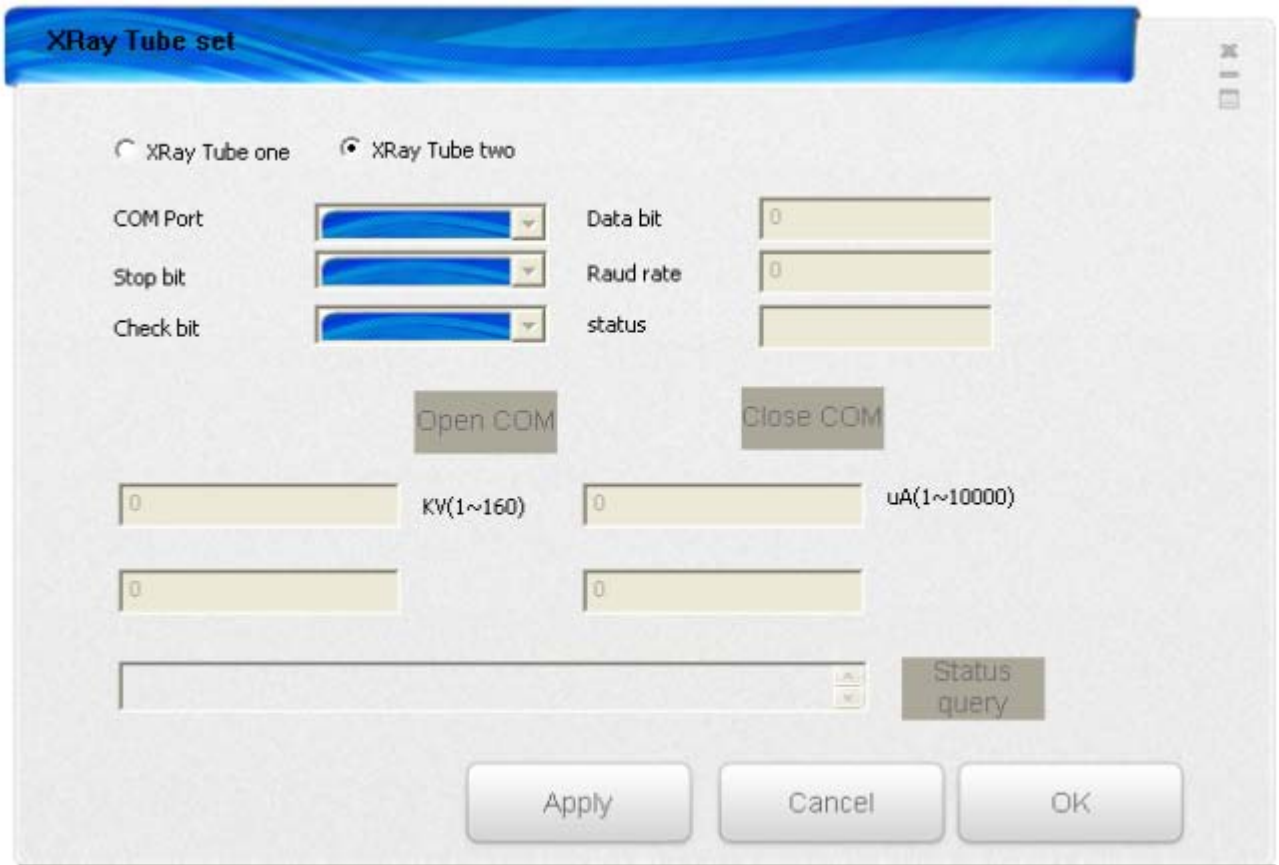 XRay Tube set
XRay Tube one XRay Tube two
COM Port Data bit 0
Stop bit Raud rate 0
Check bit status
Open COM Close COM
0 KV(1~160) 0 uA(1~10000)
0 0
Status
query
Apply Cancel OK